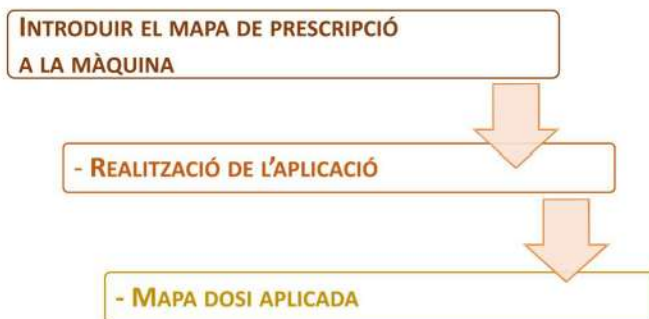 INTRODUIR EL MAPA DE PRESCRIPCIÓ
A LA MÀQUINA
- REALITZACIÓ DE L'APLICACIÓ
- MAPA DOSI APLICADA